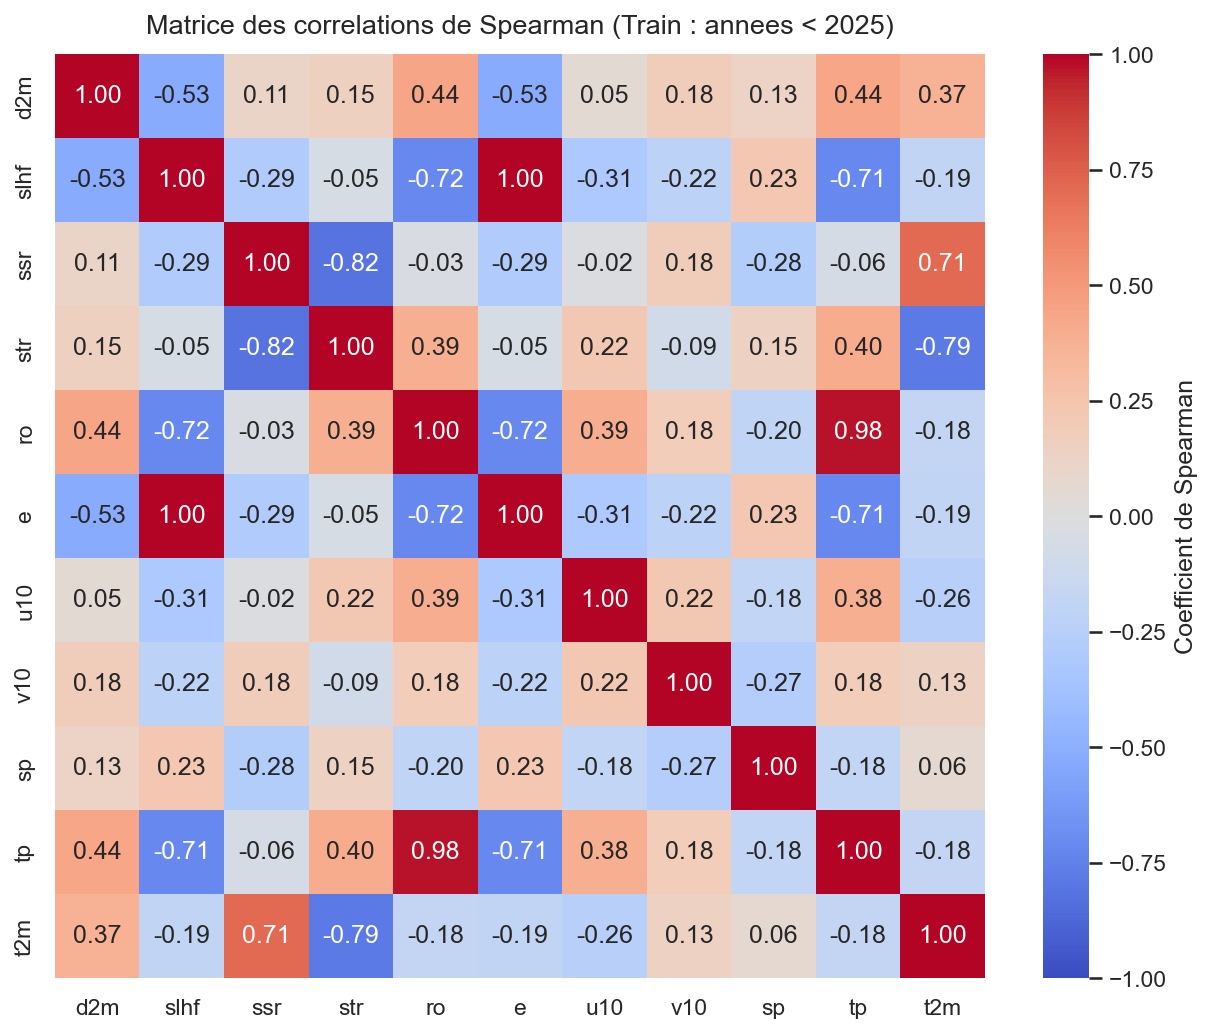 Matrice des correlations de Spearman (Train : annees < 2025)
d2m 1.00 -0.53 0.11 0.15 0.44 -0.53 0.05 0.18 0.13 0.44 0.37
slhf -0.53 1.00 -0.29 -0.05 -0.72 1.00 -0.31 -0.22 0.23 -0.71 -0.19
ssr 0.11 -0.29 1.00 -0.82 -0.03 -0.29 -0.02 0.18 -0.28 -0.06 0.71
str 0.15 -0.05 -0.82 1.00 0.39 -0.05 0.22 -0.09 0.15 0.40 -0.79
ro 0.44 -0.72 -0.03 0.39 1.00 -0.72 0.39 0.18 -0.20 0.98 -0.18
e -0.53 1.00 -0.29 -0.05 -0.72 1.00 -0.31 -0.22 0.23 -0.71 -0.19
u10 0.05 -0.31 -0.02 0.22 0.39 -0.31 1.00 0.22 -0.18 0.38 -0.26
v10 0.18 -0.22 0.18 -0.09 0.18 -0.22 0.22 1.00 -0.27 0.18 0.13
sp 0.13 0.23 -0.28 0.15 -0.20 0.23 -0.18 -0.27 1.00 -0.18 0.06
tp 0.44 -0.71 -0.06 0.40 0.98 -0.71 0.38 0.18 -0.18 1.00 -0.18
t2m 0.37 -0.19 0.71 -0.79 -0.18 -0.19 -0.26 0.13 0.06 -0.18 1.00
d2m slhf ssr str ro e u10 v10 sp tp t2m
1.00
0.75
0.50
0.25
0.00
−0.25
−0.50
−0.75
−1.00
Coefficient de Spearman